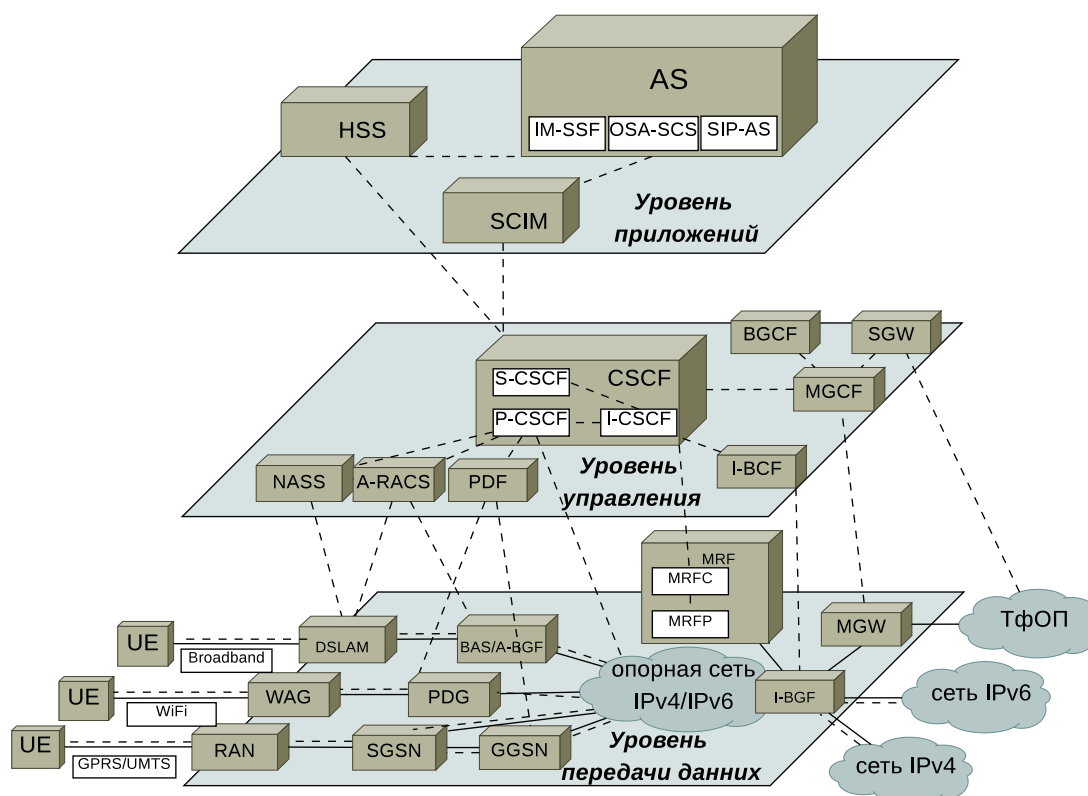 AS
HSS
IM-SSF
OSA-SCS
SIP-AS
SCIM
Уровень
приложений
BGCF
SGW
CSCF
S-CSCF
MGCF
P-CSCF
I-CSCF
NASS
A-RACS
PDF
Уровень
управления
I-BCF
MRF
MRFC
MRFP
MGW
ТфОП
UE
Broadband
DSLAM
BAS/A-BGF
опорная сеть
IPv4/IPv6
UE
WiFi
WAG
PDG
I-BGF
сеть IPv6
UE
GPRS/UMTS
RAN
SGSN
GGSN
Уровень
передачи данных
сеть IPv4